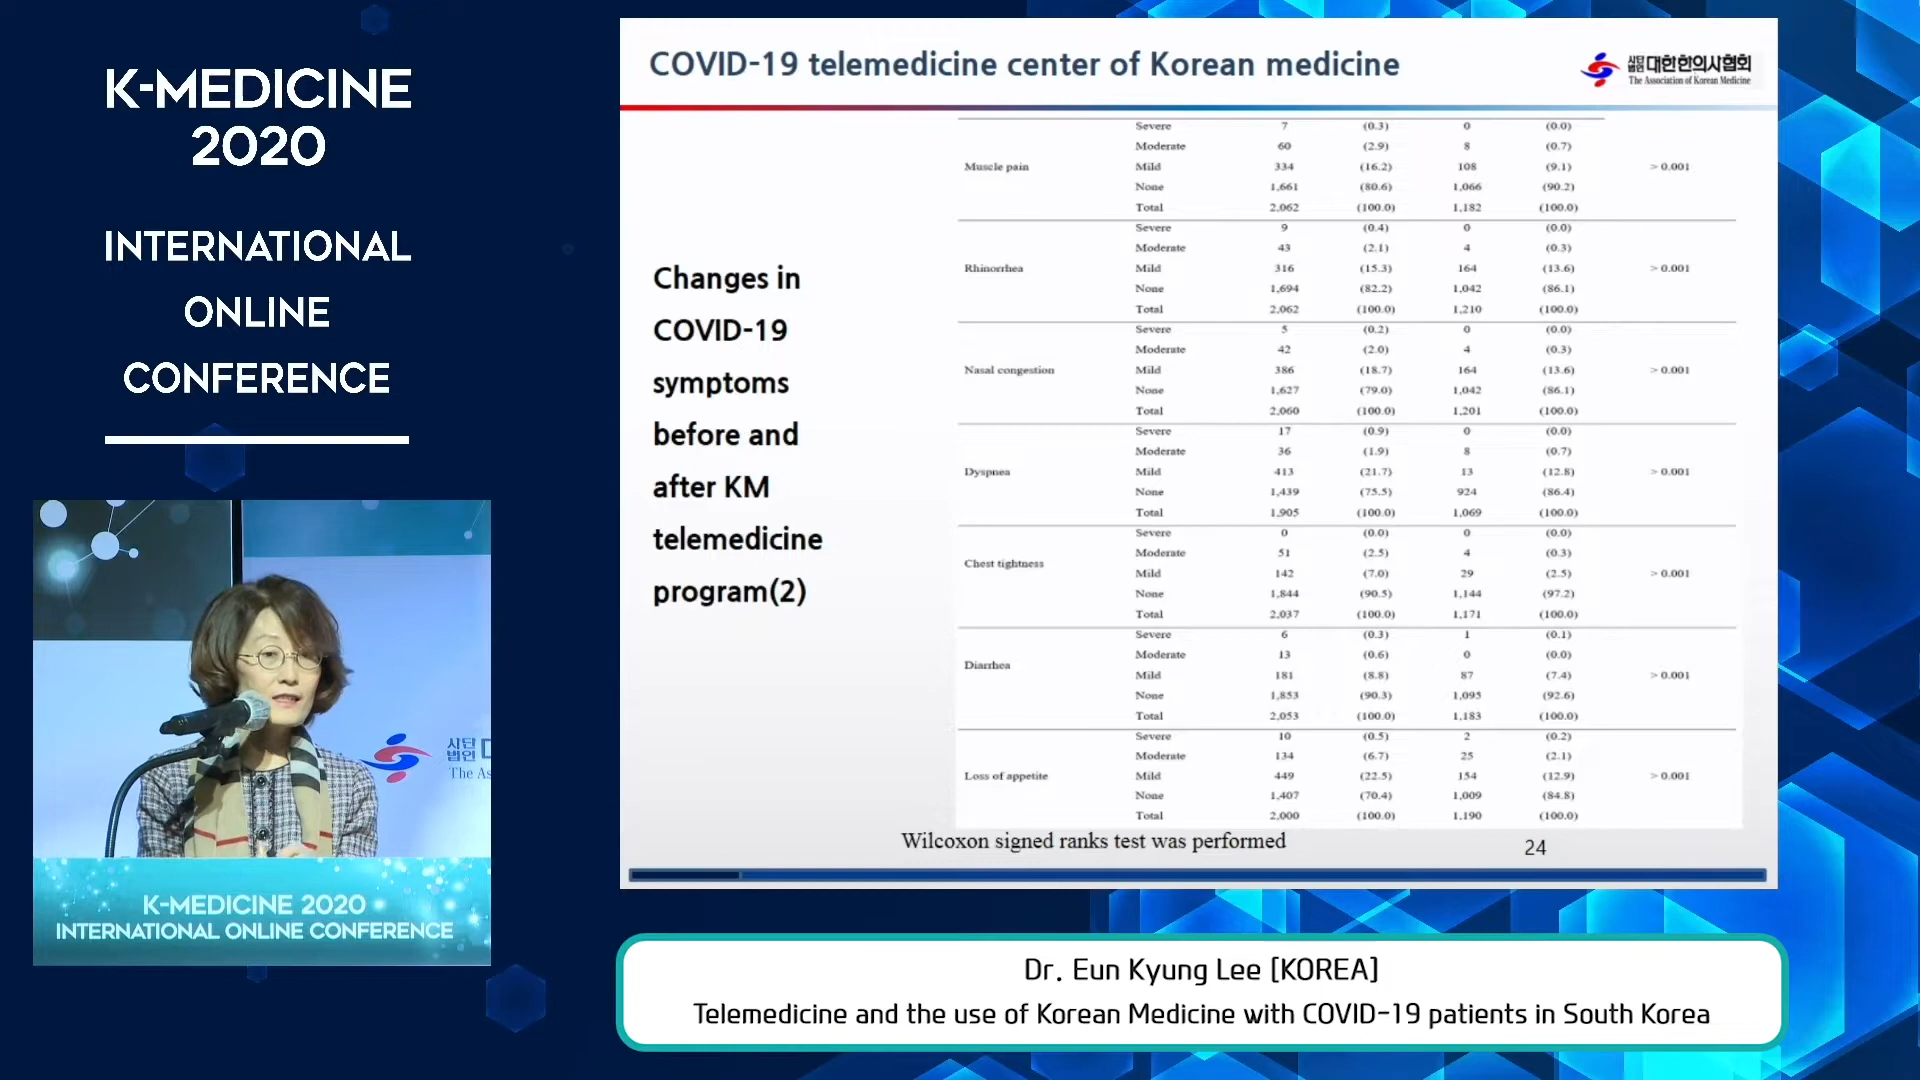 K-MEDICINE
2020
INTERNATIONAL
ONLINE
CONFERENCE
COVID-19 telemedicine center of Korean medicine
사단법인 대한한의사협회
The Association of Korean Medicine
Changes in
COVID-19
symptoms
before and
after KM
telemedicine
program(2)
Severe 7 (0.3) 0 (0.0)
Moderate 60 (2.9) 8 (0.7)
Muscle pain Mild 334 (16.2) 108 (9.1) > 0.001
None 1,661 (80.6) 1,066 (90.2)
Total 2,062 (100.0) 1,182 (100.0)
Severe 9 (0.4) 0 (0.0)
Moderate 43 (2.1) 4 (0.3)
Rhinorrhea Mild 316 (15.3) 164 (13.6) > 0.001
None 1,694 (82.2) 1,042 (86.1)
Total 2,062 (100.0) 1,210 (100.0)
Severe 5 (0.2) 0 (0.0)
Moderate 42 (2.0) 4 (0.3)
Nasal congestion Mild 386 (18.7) 164 (13.6) > 0.001
None 1,627 (79.0) 1,042 (86.1)
Total 2,060 (100.0) 1,201 (100.0)
Severe 17 (0.9) 0 (0.0)
Moderate 36 (1.9) 8 (0.7)
Dyspnea Mild 413 (21.7) 13 (12.8) > 0.001
None 1,439 (75.5) 924 (86.4)
Total 1,905 (100.0) 1,069 (100.0)
Severe 0 (0.0) 0 (0.0)
Moderate 51 (2.5) 4 (0.3)
Chest tightness Mild 142 (7.0) 29 (2.5) > 0.001
None 1,844 (90.5) 1,144 (97.2)
Total 2,037 (100.0) 1,171 (100.0)
Severe 6 (0.3) 1 (0.1)
Moderate 13 (0.6) 0 (0.0)
Diarrhea Mild 181 (8.8) 87 (7.4) > 0.001
None 1,853 (90.3) 1,095 (92.6)
Total 2,053 (100.0) 1,183 (100.0)
Severe 10 (0.5) 2 (0.2)
Moderate 134 (6.7) 25 (2.1)
Loss of appetite Mild 449 (22.5) 154 (12.9) > 0.001
None 1,407 (70.4) 1,009 (84.8)
Total 2,000 (100.0) 1,190 (100.0)
Wilcoxon signed ranks test was performed
24
사단법인
The As
K-MEDICINE 2020
INTERNATIONAL ONLINE CONFERENCE
Dr. Eun Kyung Lee [KOREA]
Telemedicine and the use of Korean Medicine with COVID-19 patients in South Korea